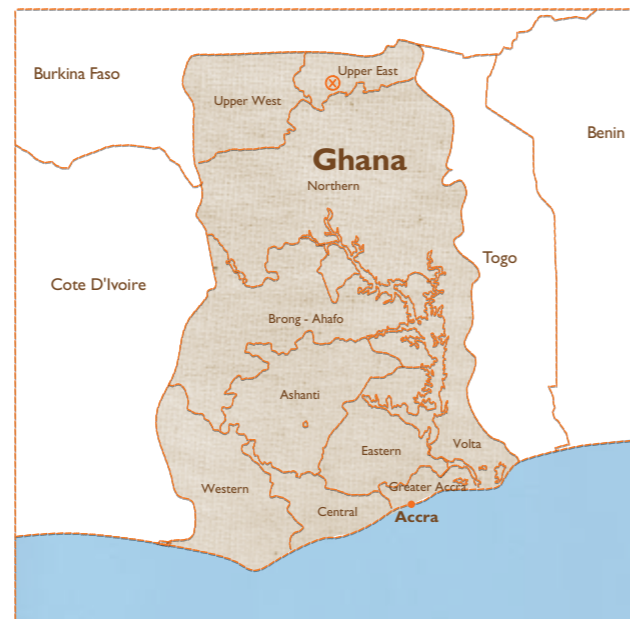 Burkina Faso
Upper East
Upper West
Benin
Ghana
Northern
Togo
Cote D'Ivoire
Brong - Ahafo
Ashanti
Volta
Eastern
Western
Greater Accra
Central
Accra